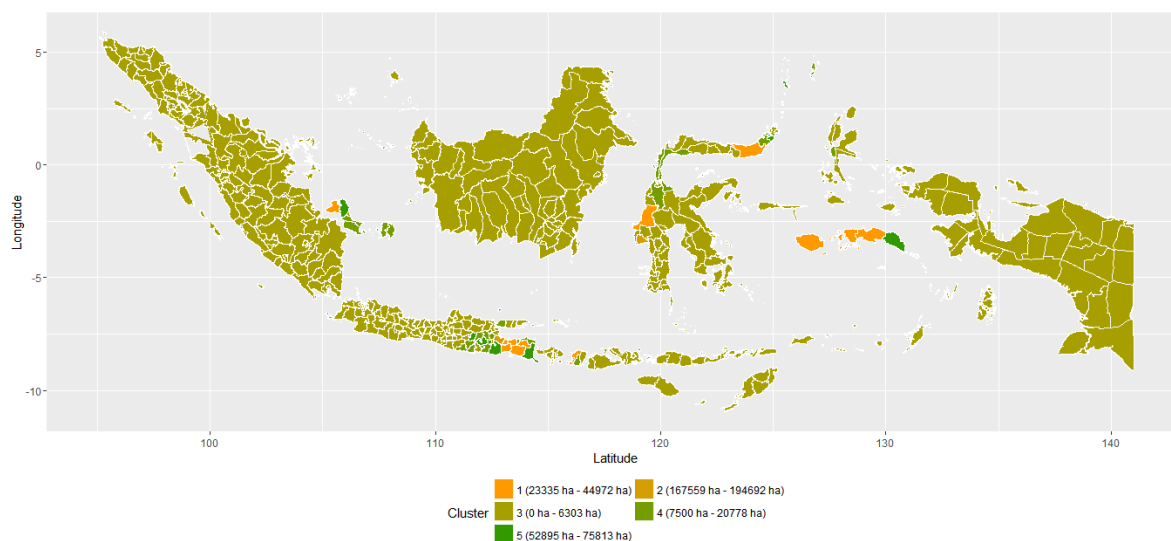 5
0
-5
-10
Longitude
100
110
120
130
140
Latitude
Cluster
1 (23335 ha - 44972 ha)
2 (167559 ha - 194692 ha)
3 (0 ha - 6303 ha)
4 (7500 ha - 20778 ha)
5 (52895 ha - 75813 ha)